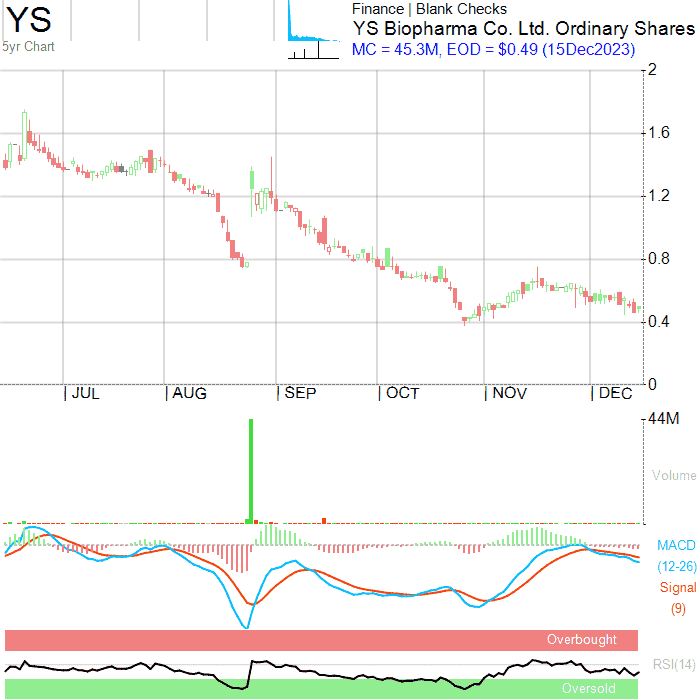 YS
5yr Chart
Finance | Blank Checks
YS Biopharma Co. Ltd. Ordinary Shares
MC = 45.3M, EOD = $0.49 (15Dec2023)
2
1.6
1.2
0.8
0.4
0
| JUL | AUG | SEP | OCT | NOV | DEC
44M
Volume
MACD
(12-26)
Signal
(9)
Overbought
RSI(14)
Oversold